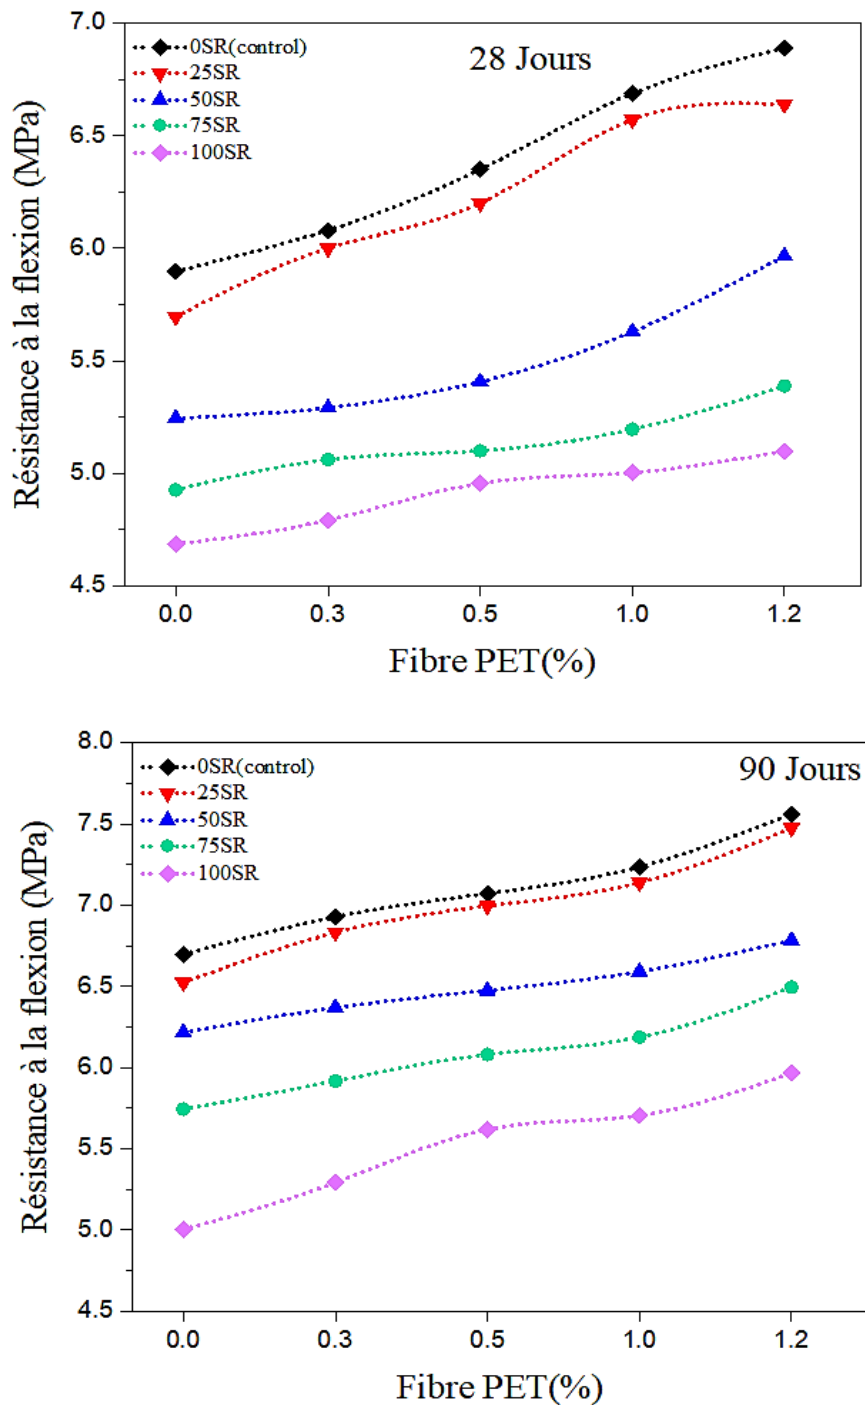 7.0
6.5
6.0
5.5
5.0
4.5
Résistance à la flexion (MPa)
0SR(control)
25SR
50SR
75SR
100SR
28 Jours
0.0 0.3 0.5 1.0 1.2
Fibre PET(%)
8.0
7.5
7.0
6.5
6.0
5.5
5.0
4.5
Résistance à la flexion (MPa)
0SR(control)
25SR
50SR
75SR
100SR
90 Jours
0.0 0.3 0.5 1.0 1.2
Fibre PET(%)